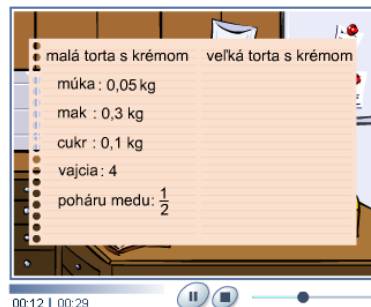 malá torta s krémom veľká torta s krémom
múka : 0,05 kg
mak : 0,3 kg
cukr : 0,1 kg
vajcia : 4
poháru medu: 1/2
00:12 | 00:29